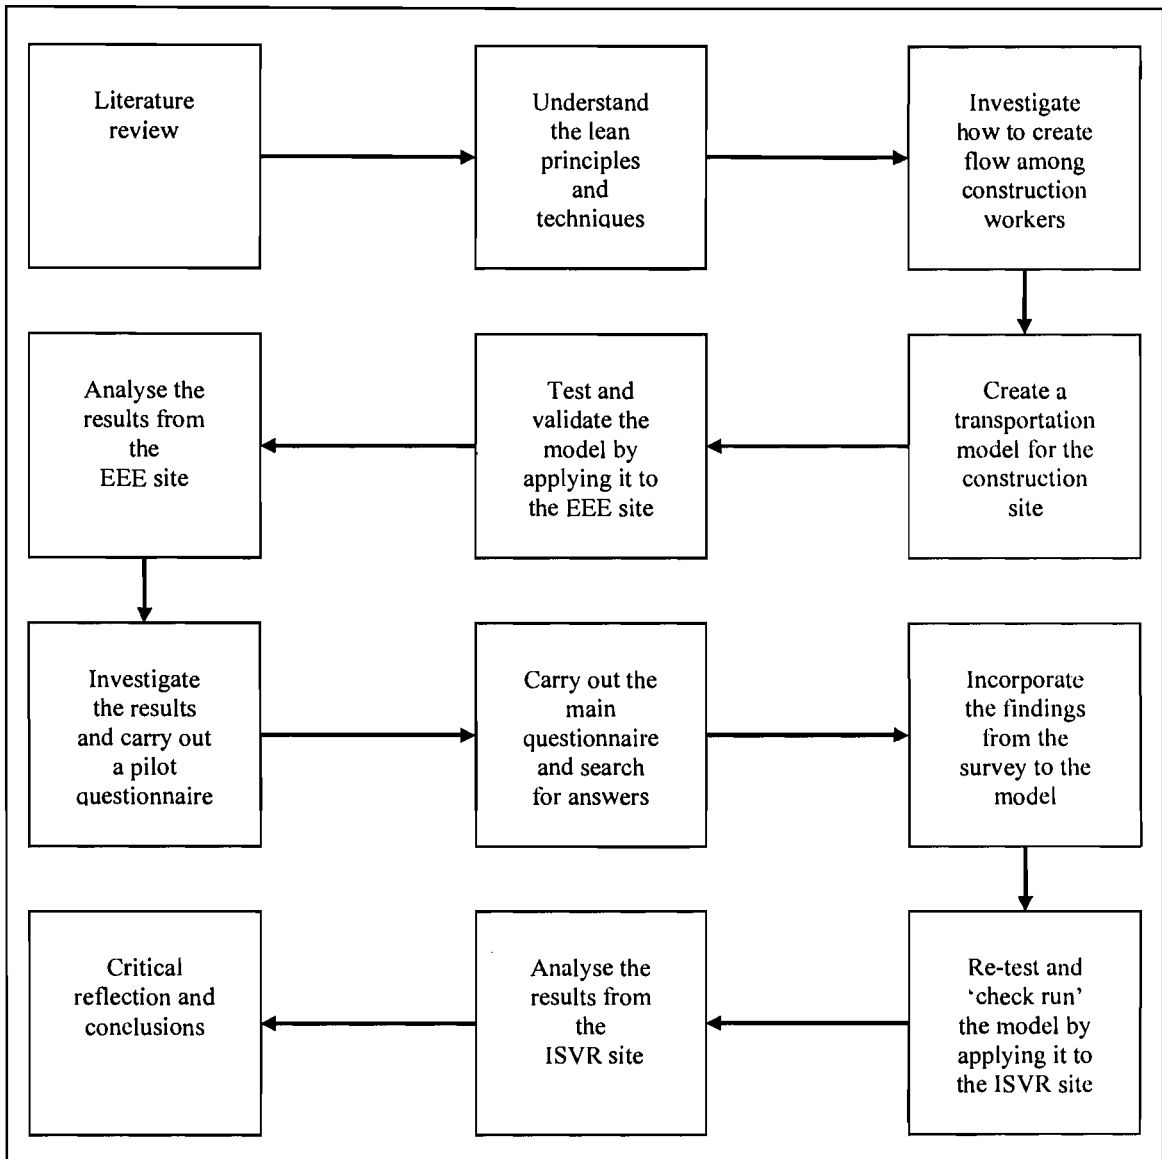 Literature
review
Understand
the lean
principles
and
techniques
Investigate
how to create
flow among
construction
workers
Create a
transportation
model for the
construction
site
Test and
validate the
model by
applying it to
the EEE site
Analyse the
results from
the
EEE site
Investigate
the results
and carry out
a pilot
questionnaire
Carry out the
main
questionnaire
and search
for answers
Incorporate
the findings
from the
survey to the
model
Re-test and
‘check run’
the model by
applying it to
the ISVR site
Analyse the
results from
the
ISVR site
Critical
reflection and
conclusions